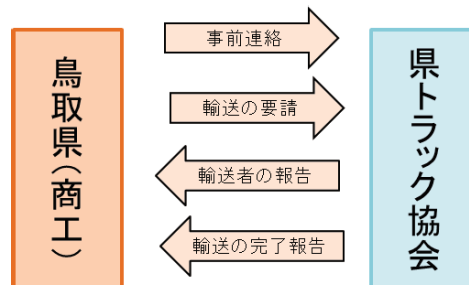 鳥取県（商工）
事前連絡
輸送の要請
輸送者の報告
輸送の完了報告
県トラック協会